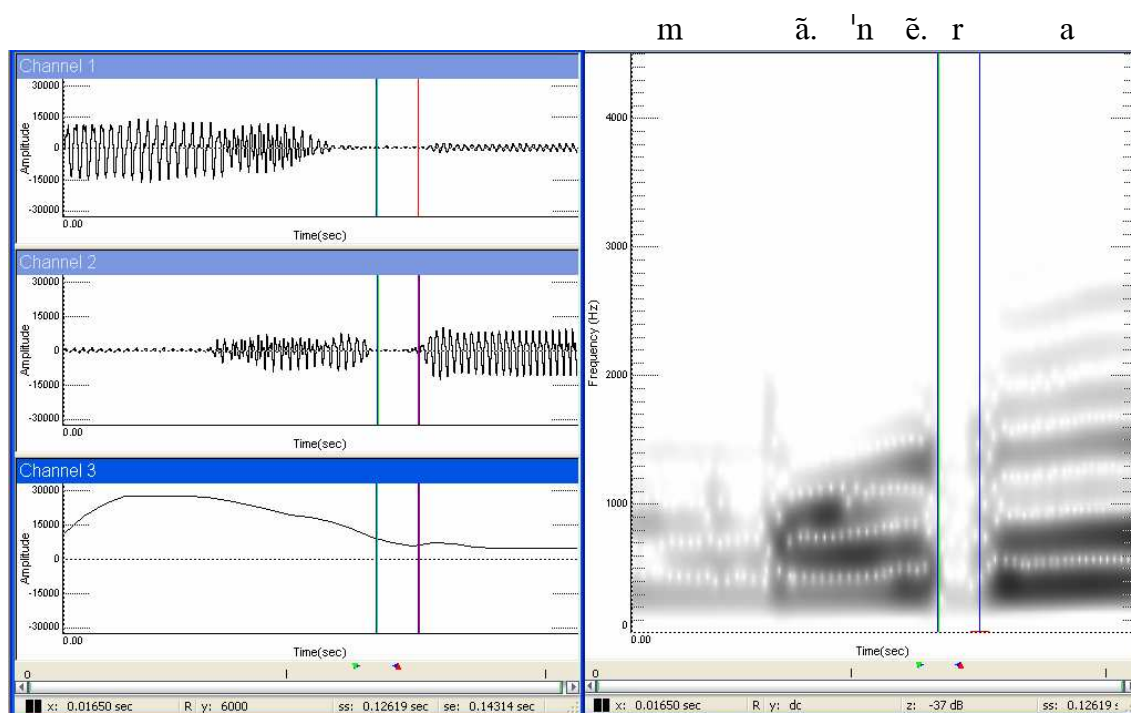 m ã. ˈn ẽ. r a
Channel 1
30000
15000
Amplitude
0
-15000
-30000
0.00
Time(sec)
Channel 2
30000
15000
Amplitude
0
-15000
-30000
0.00
Time(sec)
Channel 3
30000
15000
Amplitude
0
-15000
-30000
0.00
Time(sec)
0
x: 0.01650 sec R y: 6000 ss: 0.12619 sec se: 0.14314 sec
4000
3000
Frequency (Hz)
2000
1000
0
0.00
Time(sec)
0
x: 0.01650 sec R y: dc z: -37 dB ss: 0.12619